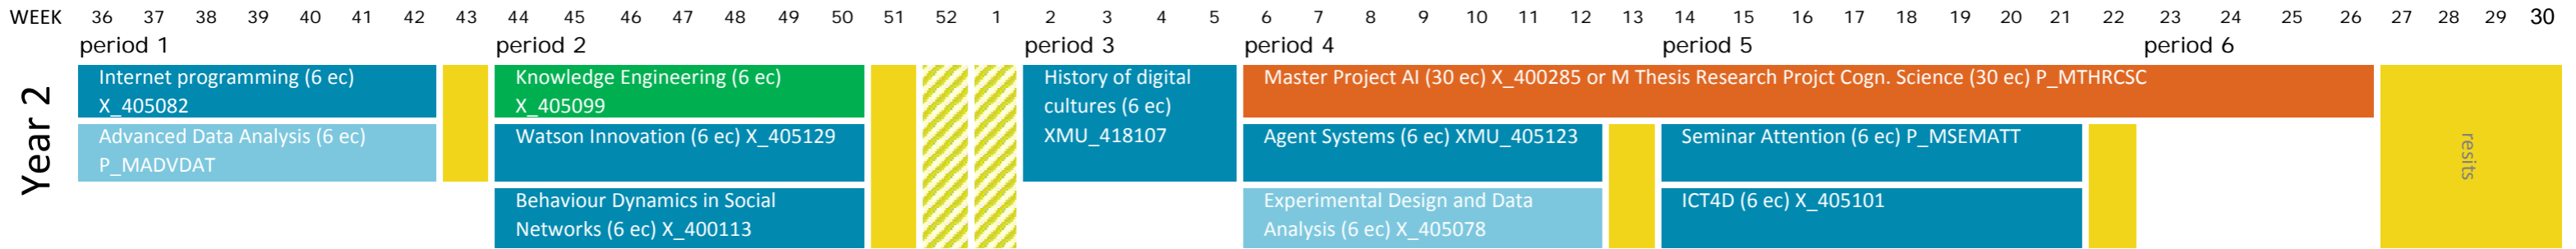 WEEK 36 37 38 39 40 41 42 43 44 45 46 47 48 49 50 51 52 1 2 3 4 5 6 7 8 9 10 11 12 13 14 15 16 17 18 19 20 21 22 23 24 25 26 27 28 29 30
period 1 period 2 period 3 period 4 period 5 period 6
Year 2
Internet programming (6 ec)
X_405082
Advanced Data Analysis (6 ec)
P_MADVDAT
Knowledge Engineering (6 ec)
X_405099
Watson Innovation (6 ec) X_405129
Behaviour Dynamics in Social
Networks (6 ec) X_400113
History of digital
cultures (6 ec)
XMU_418107
Master Project AI (30 ec) X_400285 or M Thesis Research Projct Cogn. Science (30 ec) P_MTHRCSC
Agent Systems (6 ec) XMU_405123
Experimental Design and Data
Analysis (6 ec) X_405078
Seminar Attention (6 ec) P_MSEMATT
ICT4D (6 ec) X_405101
resits